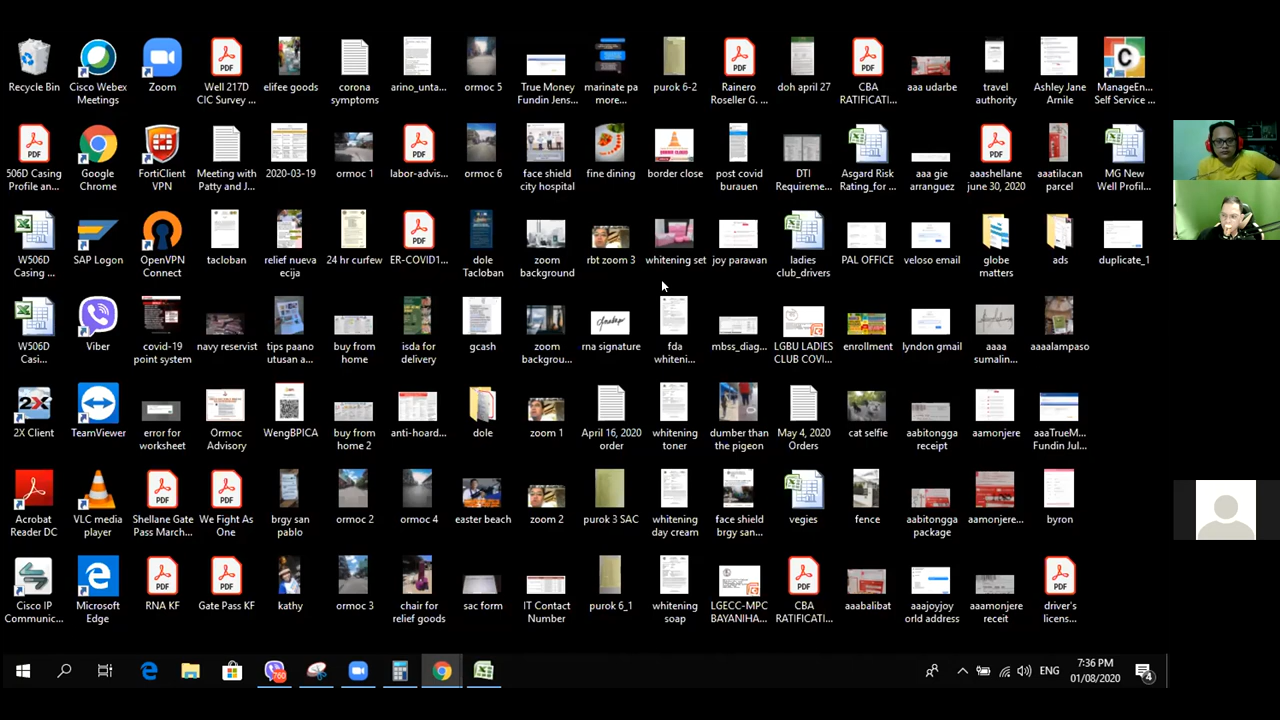 Recycle Bin
Cisco Webex
Meetings
Zoom
Well 217D
CIC Survey ...
elifee goods
corona
symptoms
arino_unta...
ormoc 5
True Money
Fundin Jens...
marinate pa
more...
purok 6-2
Rainero
Roseller G. ...
doh april 27
CBA
RATIFICATI...
aaa udarbe
travel
authority
Ashley Jane
Arnile
ManageEn...
Self Service ...
506D Casing
Profile an...
Google
Chrome
FortiClient
VPN
Meeting with
Patty and J...
2020-03-19
ormoc 1
labor-advis...
ormoc 6
face shield
city hospital
fine dining
border close
post covid
burauen
DTI
Requireme...
Asgard Risk
Rating_for ...
aaa gie
arranguez
aaashellane
june 30, 2020
aaatilacan
parcel
MG New
Well Profil...
W506D
Casing ...
SAP Logon
OpenVPN
Connect
tacloban
relief nueva
ecija
24 hr curfew
ER-COVID1...
dole
Tacloban
zoom
background
rbt zoom 3
whitening set
joy parawan
ladies
club_drivers
PAL OFFICE
veloso email
globe
matters
ads
duplicate_1
W506D
Casi...
Viber
covid-19
point system
navy reservist
tips paano
utusan a...
buy from
home
isda for
delivery
gcash
zoom
backgrou...
rna signature
fda
whiteni...
mbss_diag...
LGBU LADIES
CLUB COVI...
enrollment
lyndon gmail
aaaa
sumalin...
aaaalampaso
2X Client
TeamViewer
error for
worksheet
Ormoc
Advisory
WengBPICA
buy from
home 2
anti-hoard...
dole
zoom 1
April 16, 2020
order
whitening
toner
dumber than
the pigeon
May 4, 2020
Orders
cat selfie
aabitongga
receipt
aamonjere
aaaTrueM...
Fundin Jul...
Acrobat
Reader DC
VLC media
player
Shellane Gate
Pass March...
We Fight As
One
brgy san
pablo
ormoc 2
ormoc 4
easter beach
zoom 2
purok 3 SAC
whitening
day cream
face shield
brgy san...
vegies
fence
aabitongga
package
aamonjere...
byron
Cisco IP
Communic...
Microsoft
Edge
RNA KF
Gate Pass KF
kathy
ormoc 3
chair for
relief goods
sac form
IT Contact
Number
purok 6_1
whitening
soap
LGECC-MPC
BAYANIHA...
CBA
RATIFICATI...
aaabalibat
aaajoyjoy
orld address
aaamonjere
receit
driver's
licens...
760
ENG
7:36 PM
01/08/2020
4